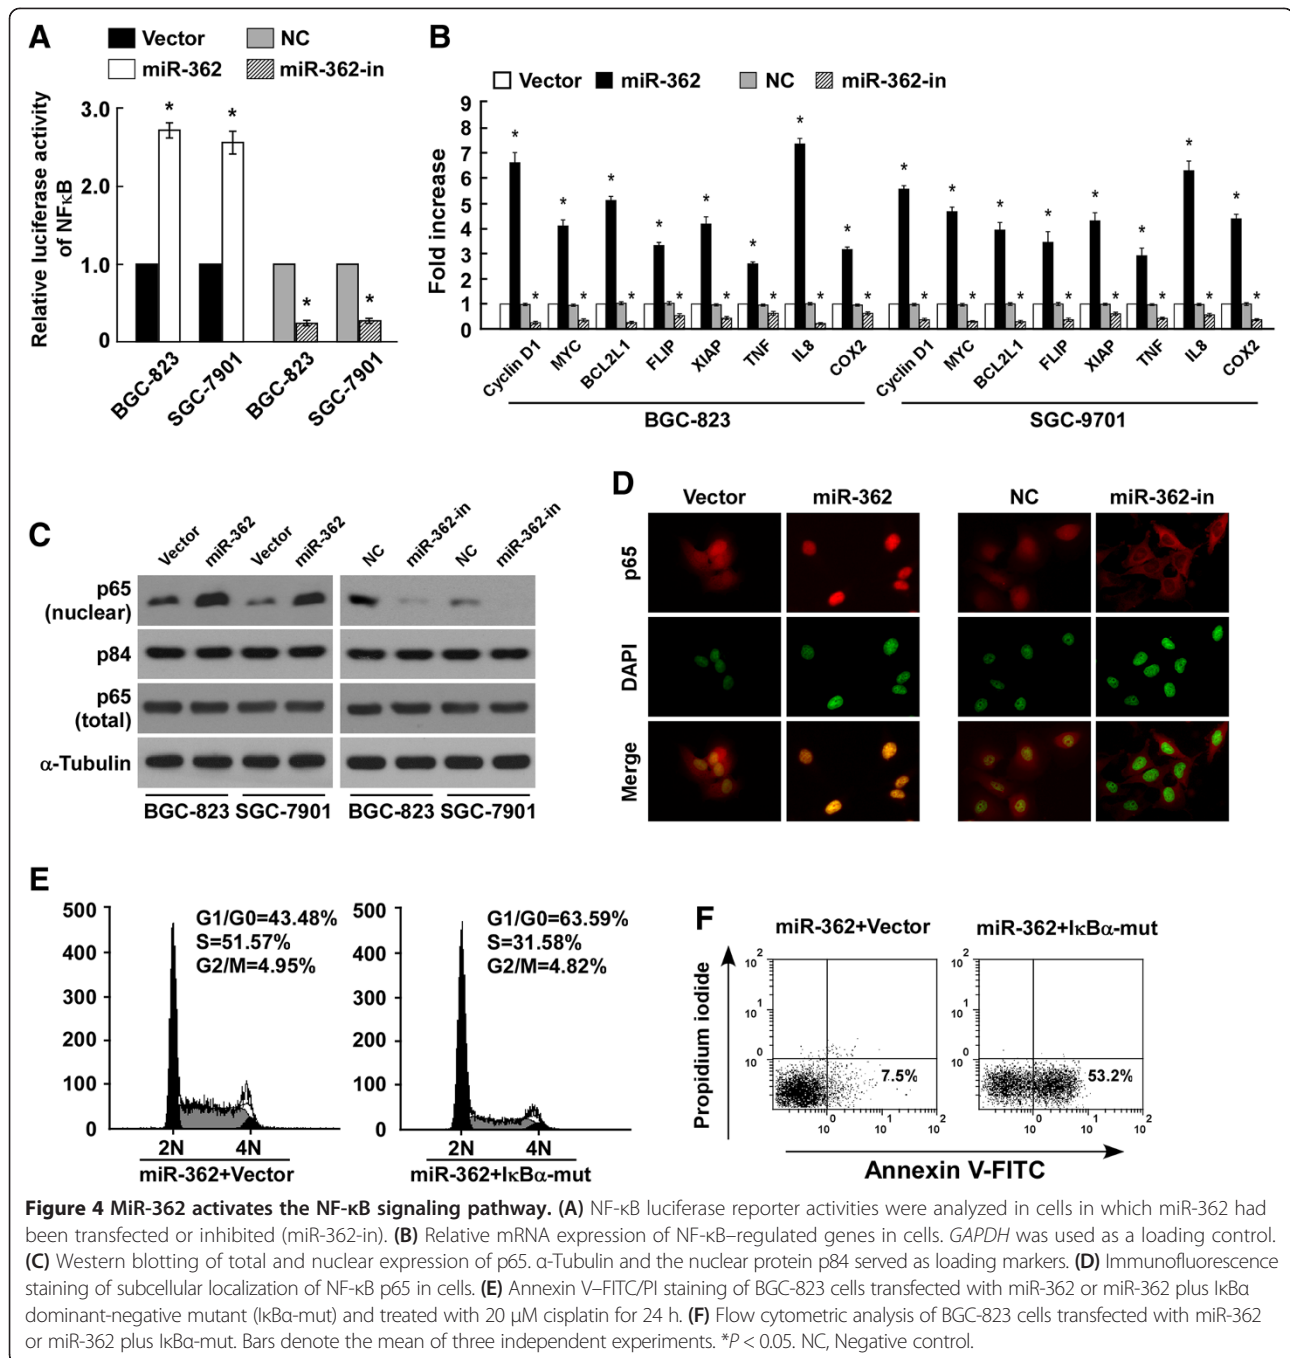 A
Vector
NC
miR-362
miR-362-in
Relative luciferase activity
of NFκB
3.0
2.0
1.0
0
*
*
*
*
BGC-823
SGC-7901
BGC-823
SGC-7901
B
Vector
miR-362
NC
miR-362-in
Fold increase
9
8
7
6
5
4
3
2
1
0
* * * * * * * * * * * * * * * *
* * * * * * * * * * * * * * * *
Cyclin D1
MYC
BCL2L1
FLIP
XIAP
TNF
IL8
COX2
Cyclin D1
MYC
BCL2L1
FLIP
XIAP
TNF
IL8
COX2
BGC-823
SGC-9701
C
Vector
miR-362
Vector
miR-362
NC
miR-362-in
NC
miR-362-in
p65
(nuclear)
p84
p65
(total)
α-Tubulin
BGC-823
SGC-7901
BGC-823
SGC-7901
D
Vector
miR-362
NC
miR-362-in
p65
DAPI
Merge
E
500
400
300
200
100
0
G1/G0=43.48%
S=51.57%
G2/M=4.95%
2N
4N
miR-362+Vector
500
400
300
200
100
0
G1/G0=63.59%
S=31.58%
G2/M=4.82%
2N
4N
miR-362+IκBα-mut
F
miR-362+Vector
miR-362+IκBα-mut
Propidium iodide
10²
10¹
10⁰
7.5%
10⁰
10¹
10²
10²
10¹
10⁰
53.2%
10⁰
10¹
10²
Annexin V-FITC
Figure 4 MiR-362 activates the NF-κB signaling pathway. (A) NF-κB luciferase reporter activities were analyzed in cells in which miR-362 had
been transfected or inhibited (miR-362-in). (B) Relative mRNA expression of NF-κB–regulated genes in cells. GAPDH was used as a loading control.
(C) Western blotting of total and nuclear expression of p65. α-Tubulin and the nuclear protein p84 served as loading markers. (D) Immunofluorescence
staining of subcellular localization of NF-κB p65 in cells. (E) Annexin V–FITC/PI staining of BGC-823 cells transfected with miR-362 or miR-362 plus IκBα
dominant-negative mutant (IκBα-mut) and treated with 20 μM cisplatin for 24 h. (F) Flow cytometric analysis of BGC-823 cells transfected with miR-362
or miR-362 plus IκBα-mut. Bars denote the mean of three independent experiments. *P < 0.05. NC, Negative control.